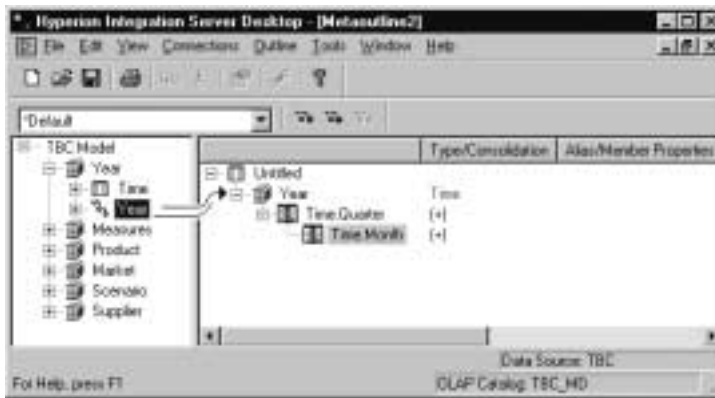 Hyperion Integration Server Desktop - [Metaoutline2]
File Edit View Connections Outline Tools Window Help
*Default
TBC Model
Year
Time
Year
Measures
Product
Market
Scenario
Supplier
Type/Consolidation Alias/Member Properties
Untitled
Year Time
Time.Quarter (+)
Time.Month (+)
Data Source: TBC
For Help, press F1
OLAP Catalog: TBC_MD